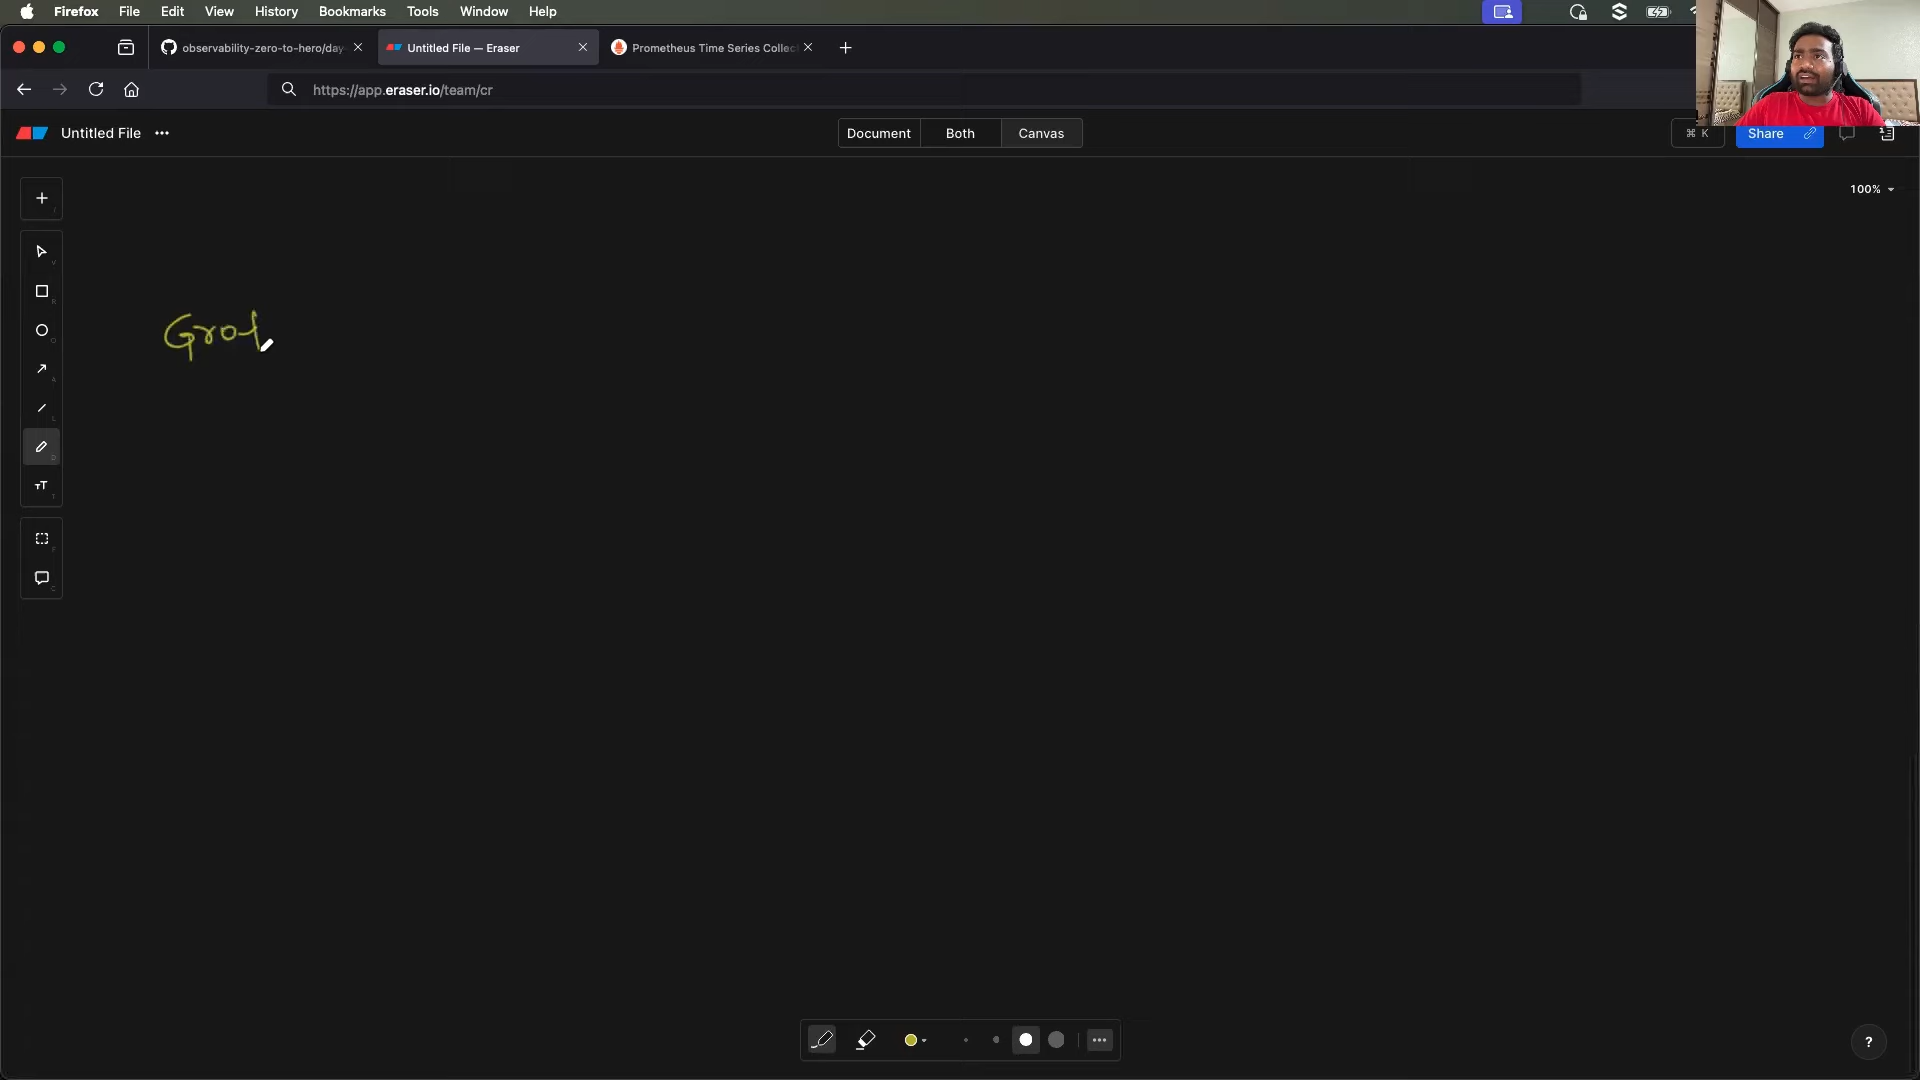 Firefox File Edit View History Bookmarks Tools Window Help
observability-zero-to-hero/day- Untitled File — Eraser Prometheus Time Series Collec
https://app.eraser.io/team/cr
Untitled File Document Both Canvas ⌘ K Share
100%
Graf
?